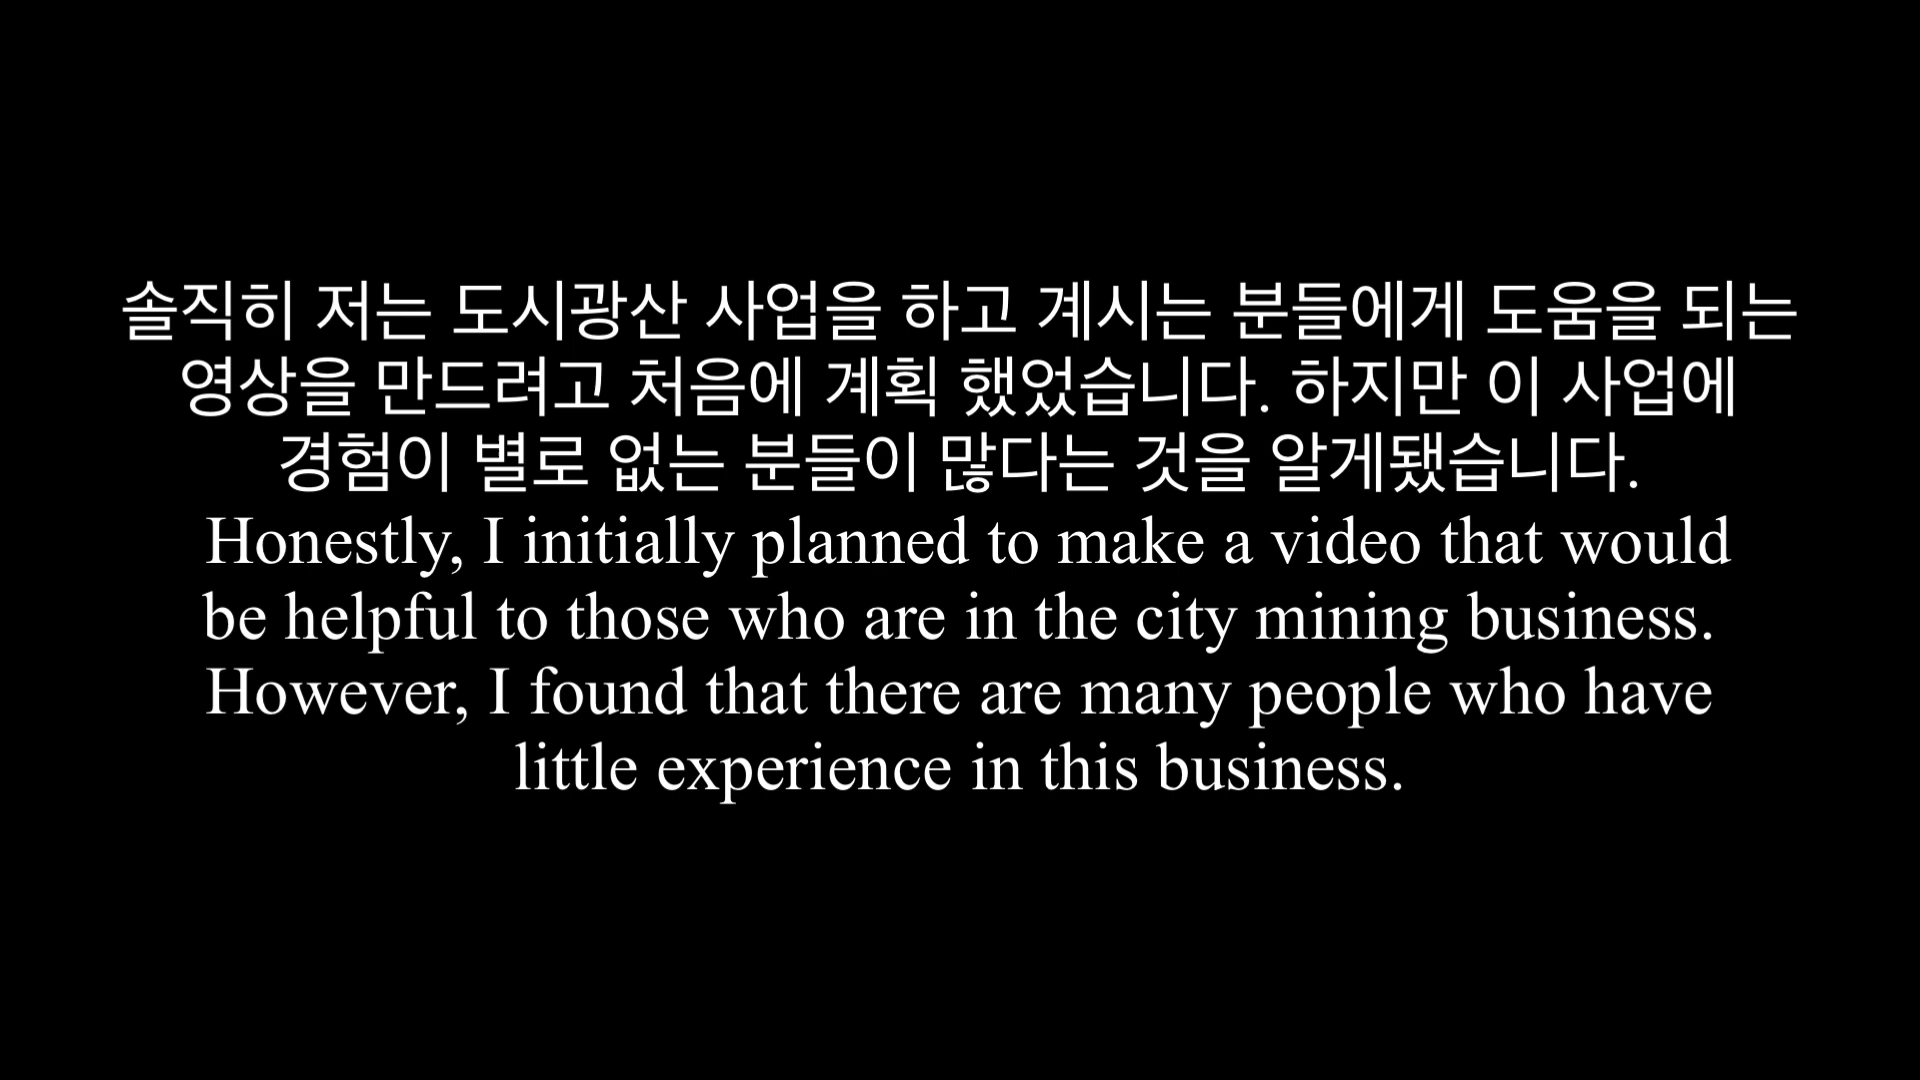 솔직히 저는 도시광산 사업을 하고 계시는 분들에게 도움을 되는
영상을 만드려고 처음에 계획 했었습니다. 하지만 이 사업에
경험이 별로 없는 분들이 많다는 것을 알게됐습니다.
Honestly, I initially planned to make a video that would
be helpful to those who are in the city mining business.
However, I found that there are many people who have
little experience in this business.